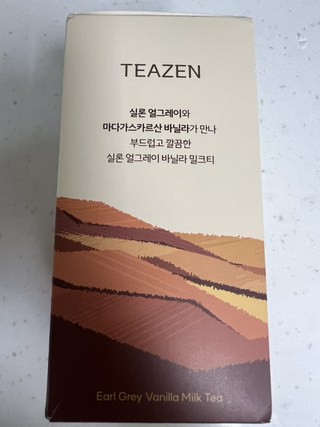 TEAZEN
실론 얼그레이와
마다가스카르산 바닐라가 만나
부드럽고 깔끔한
실론 얼그레이 바닐라 밀크티
Earl Grey Vanilla Milk Tea